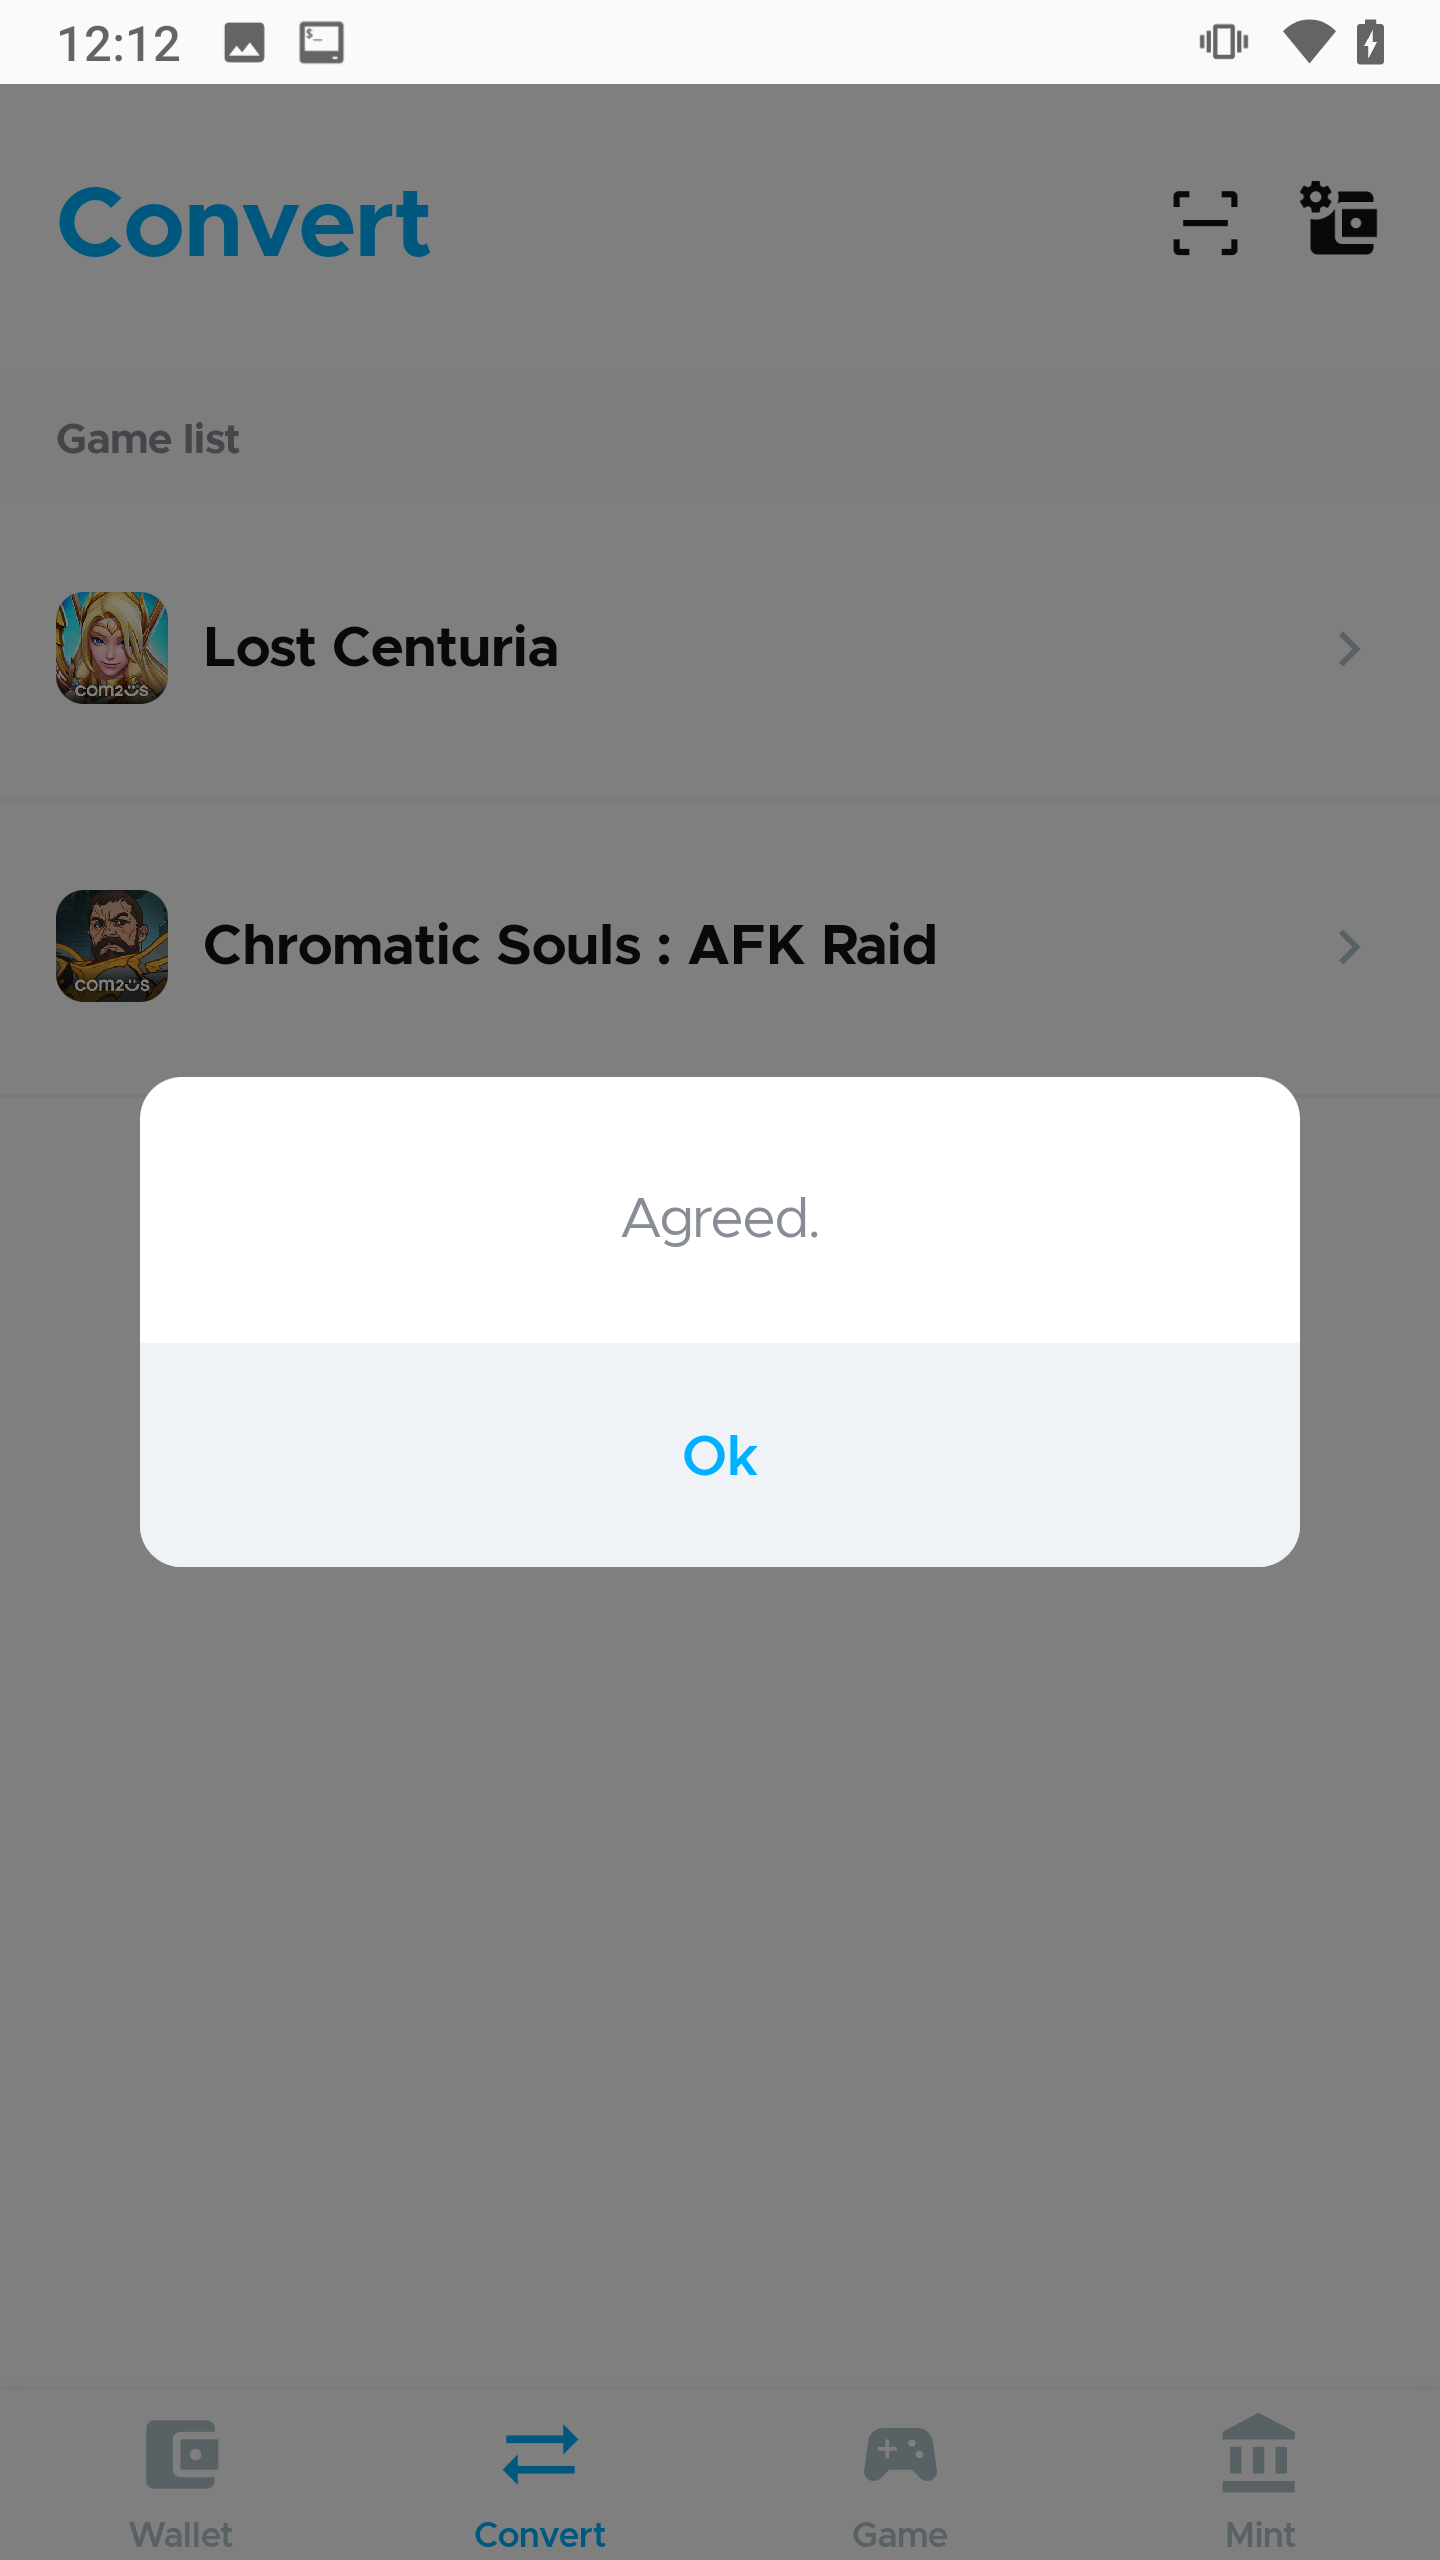 12:12
Convert
Game list
com2us
Lost Centuria
com2us
Chromatic Souls : AFK Raid
Agreed.
Ok
Wallet
Convert
Game
Mint